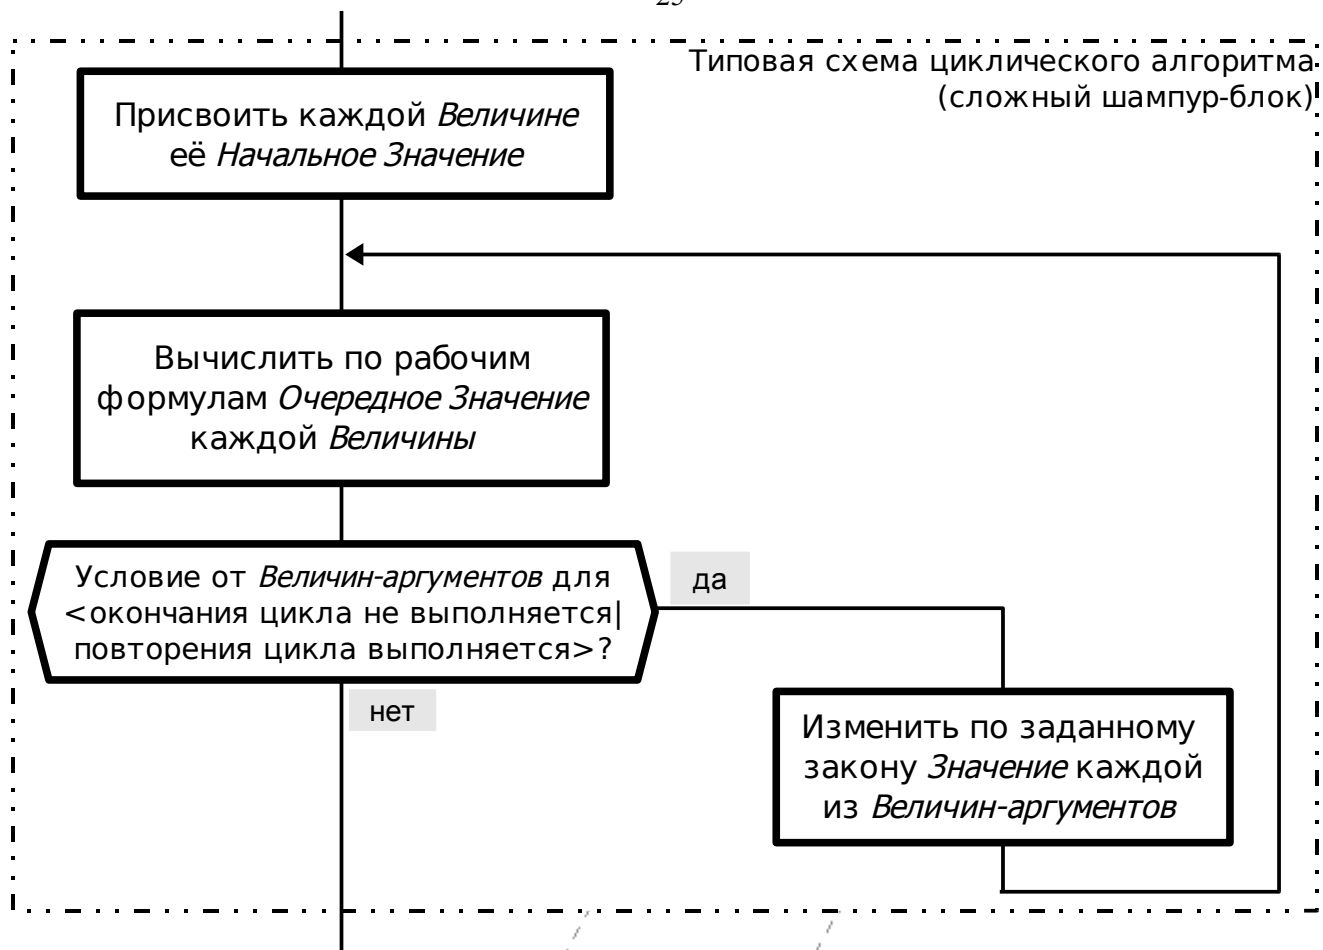 Типовая схема циклического алгоритма
(сложный шампур-блок)
Присвоить каждой Величине
её Начальное Значение
Вычислить по рабочим
формулам Очередное Значение
каждой Величины
Условие от Величин-аргументов для
<окончания цикла не выполняется|
повторения цикла выполняется>?
да
нет
Изменить по заданному
закону Значение каждой
из Величин-аргументов